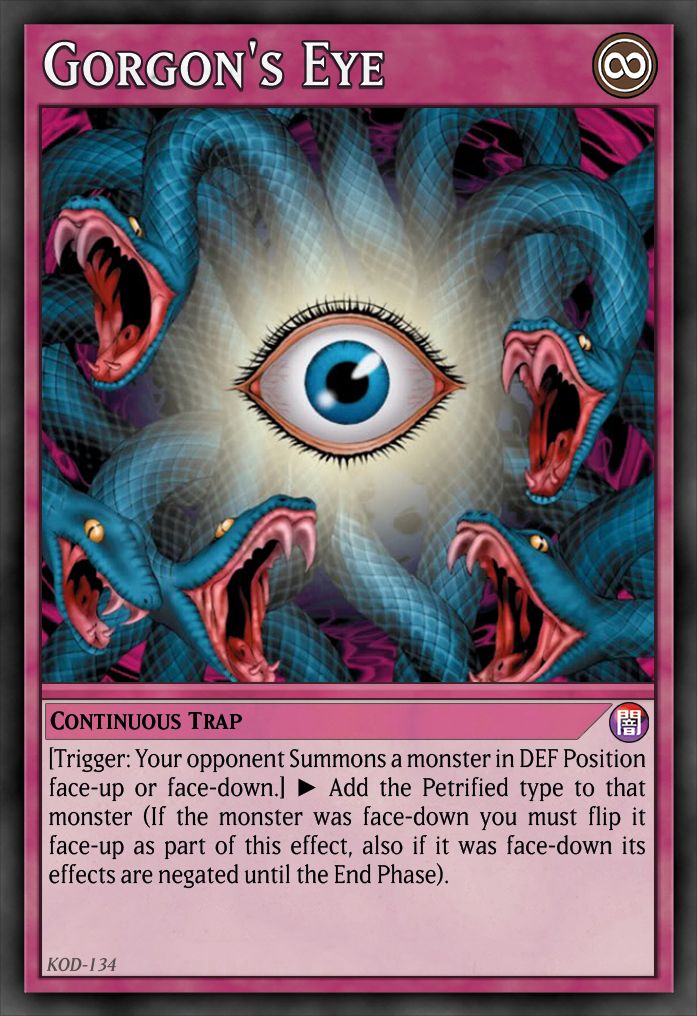 Gorgon's Eye
Continuous Trap
闇
[Trigger: Your opponent Summons a monster in DEF Position
face-up or face-down.] ► Add the Petrified type to that
monster (If the monster was face-down you must flip it
face-up as part of this effect, also if it was face-down its
effects are negated until the End Phase).
KOD-134